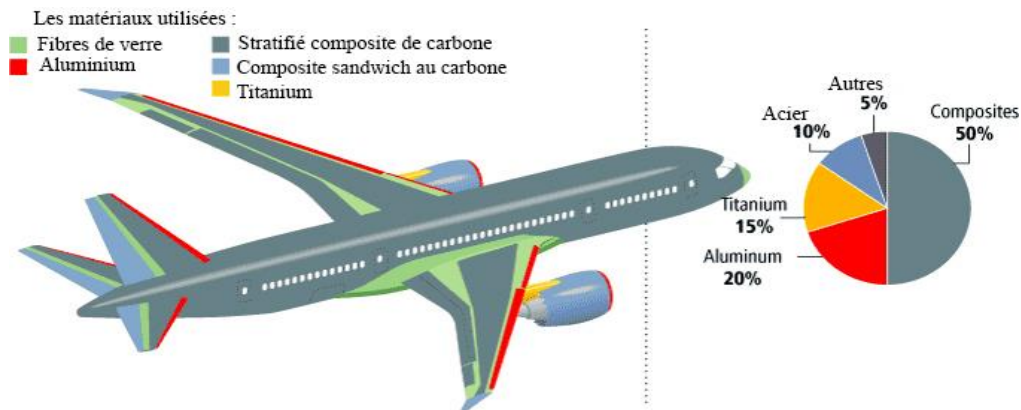 Les matériaux utilisées :
Fibres de verre
Aluminium
Stratifié composite de carbone
Composite sandwich au carbone
Titanium
Autres
5%
Acier
10%
Composites
50%
Titanium
15%
Aluminum
20%